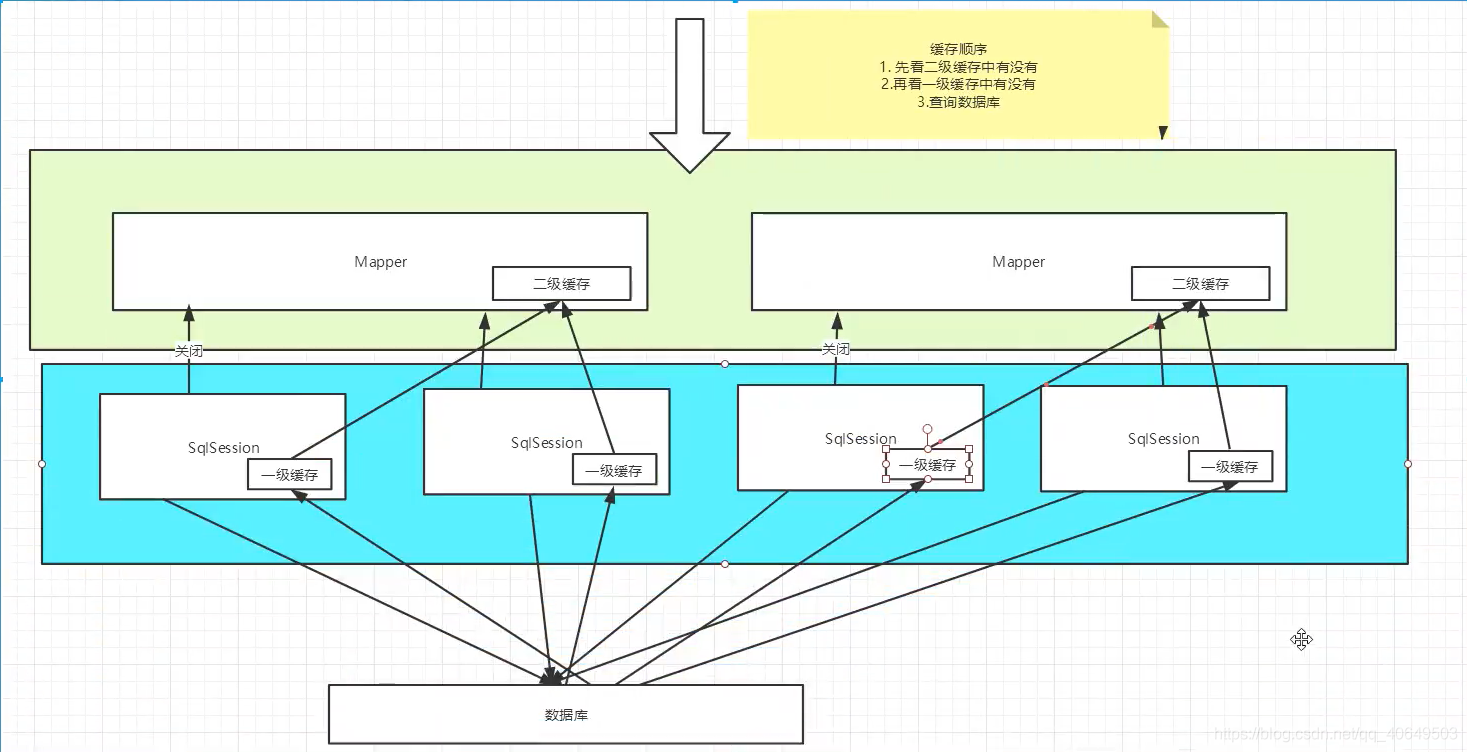 缓存顺序
1. 先看二级缓存中有没有
2.再看一级缓存中有没有
3.查询数据库
Mapper
二级缓存
Mapper
二级缓存
关闭
关闭
SqlSession
一级缓存
SqlSession
一级缓存
SqlSession
一级缓存
SqlSession
一级缓存
数据库
https://blog.csdn.net/qq_40649503